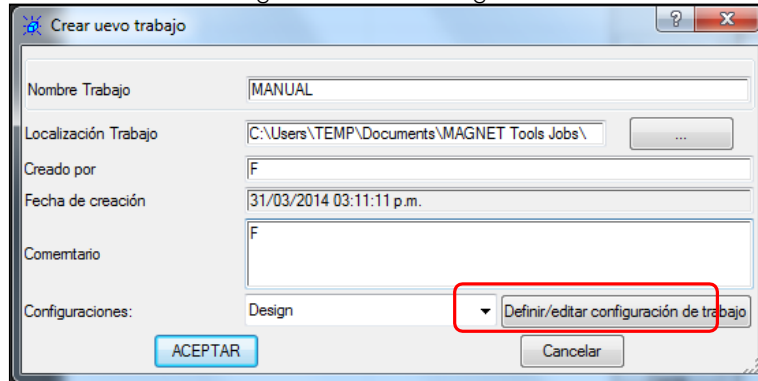 Crear uevo trabajo
Nombre Trabajo MANUAL
Localización Trabajo C:\Users\TEMP\Documents\MAGNET Tools Jobs\ ...
Creado por F
Fecha de creación 31/03/2014 03:11:11 p.m.
Comemtario F
Configuraciones: Design Definir/editar configuración de trabajo
ACEPTAR Cancelar